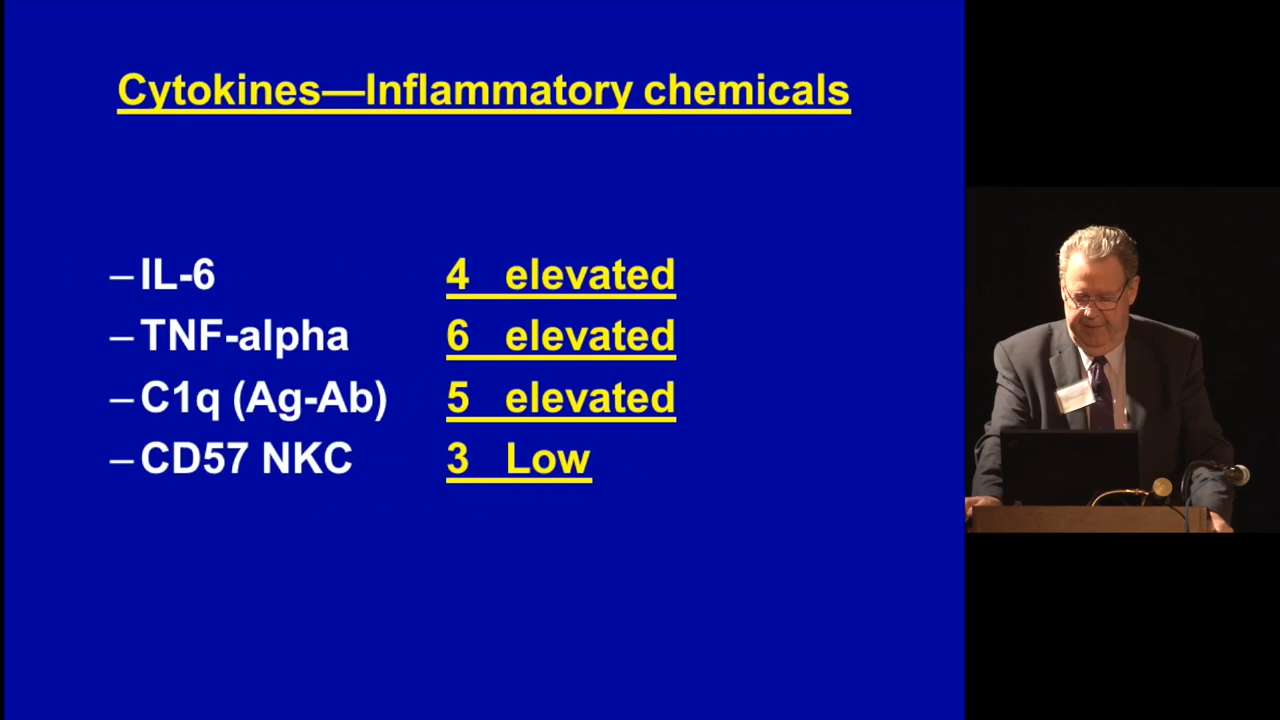 Cytokines—Inflammatory chemicals
– IL-6 4 elevated
– TNF-alpha 6 elevated
– C1q (Ag-Ab) 5 elevated
– CD57 NKC 3 Low